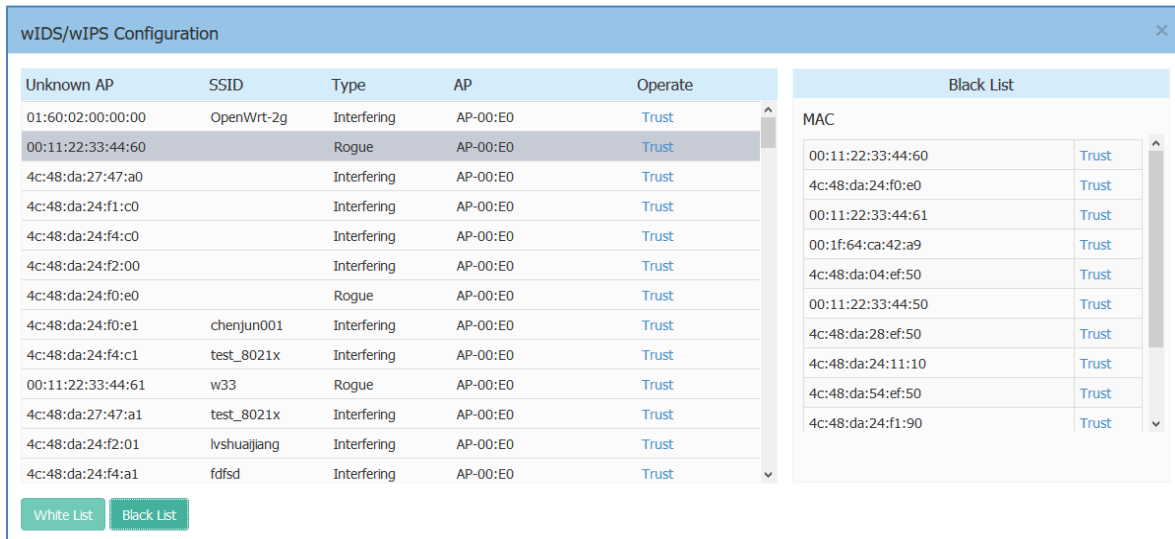 wIDS/wIPS Configuration ×
Unknown AP SSID Type AP Operate
01:60:02:00:00:00 OpenWrt-2g Interfering AP-00:E0 Trust
00:11:22:33:44:60 Rogue AP-00:E0 Trust
4c:48:da:27:47:a0 Interfering AP-00:E0 Trust
4c:48:da:24:f1:c0 Interfering AP-00:E0 Trust
4c:48:da:24:f4:c0 Interfering AP-00:E0 Trust
4c:48:da:24:f2:00 Interfering AP-00:E0 Trust
4c:48:da:24:f0:e0 Rogue AP-00:E0 Trust
4c:48:da:24:f0:e1 chenjun001 Interfering AP-00:E0 Trust
4c:48:da:24:f4:c1 test_8021x Interfering AP-00:E0 Trust
00:11:22:33:44:61 w33 Rogue AP-00:E0 Trust
4c:48:da:27:47:a1 test_8021x Interfering AP-00:E0 Trust
4c:48:da:24:f2:01 lvshuaijiang Interfering AP-00:E0 Trust
4c:48:da:24:f4:a1 fdfsd Interfering AP-00:E0 Trust
White List Black List
Black List
MAC
00:11:22:33:44:60 Trust
4c:48:da:24:f0:e0 Trust
00:11:22:33:44:61 Trust
00:1f:64:ca:42:a9 Trust
4c:48:da:04:ef:50 Trust
00:11:22:33:44:50 Trust
4c:48:da:28:ef:50 Trust
4c:48:da:24:11:10 Trust
4c:48:da:54:ef:50 Trust
4c:48:da:24:f1:90 Trust